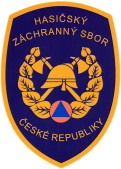 HASIČSKÝ
ZÁCHRANNÝ SBOR
ČESKÉ REPUBLIKY